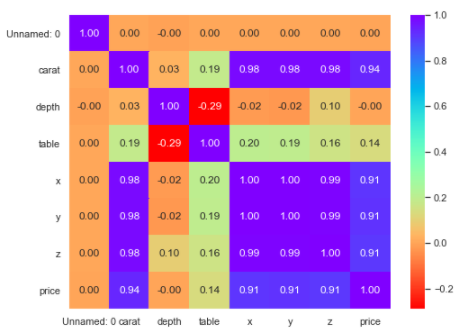 Unnamed: 0 1.00 0.00 -0.00 0.00 0.00 0.00 0.00 0.00
carat 0.00 1.00 0.03 0.19 0.98 0.98 0.98 0.94
depth -0.00 0.03 1.00 -0.29 -0.02 -0.02 0.10 -0.00
table 0.00 0.19 -0.29 1.00 0.20 0.19 0.16 0.14
x 0.00 0.98 -0.02 0.20 1.00 1.00 0.99 0.91
y 0.00 0.98 -0.02 0.19 1.00 1.00 0.99 0.91
z 0.00 0.98 0.10 0.16 0.99 0.99 1.00 0.91
price 0.00 0.94 -0.00 0.14 0.91 0.91 0.91 1.00
Unnamed: 0 carat depth table x y z price
1.0
0.8
0.6
0.4
0.2
0.0
-0.2